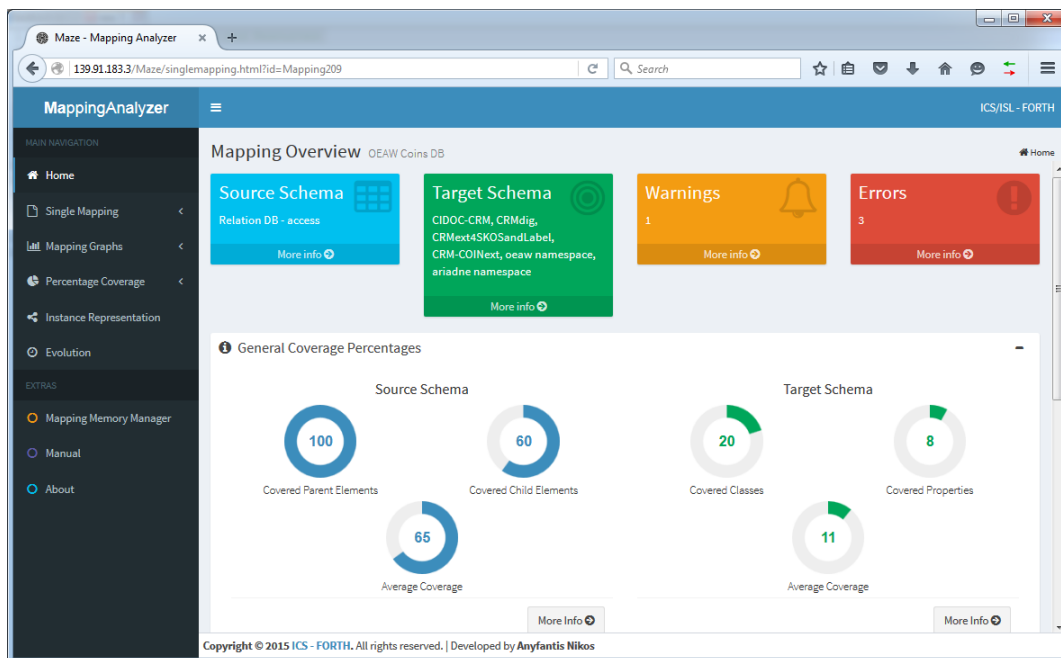 Maze - Mapping Analyzer
139.91.183.3/Maze/singlemapping.html?id=Mapping209
Search
MappingAnalyzer
ICS/ISL - FORTH
MAIN NAVIGATION
Home
Single Mapping
Mapping Graphs
Percentage Coverage
Instance Representation
Evolution
EXTRAS
Mapping Memory Manager
Manual
About
Mapping Overview OEAW Coins DB
Home
Source Schema
Relation DB - access
More info
Target Schema
CIDOC-CRM, CRMdig,
CRMext4SKOSandLabel,
CRM-COINext, oeaw namespace,
ariadne namespace
More info
Warnings
1
More info
Errors
3
More info
General Coverage Percentages
Source Schema
100
Covered Parent Elements
60
Covered Child Elements
65
Average Coverage
More Info
Target Schema
20
Covered Classes
8
Covered Properties
11
Average Coverage
More Info
Copyright © 2015 ICS - FORTH. All rights reserved. | Developed by Anyfantis Nikos